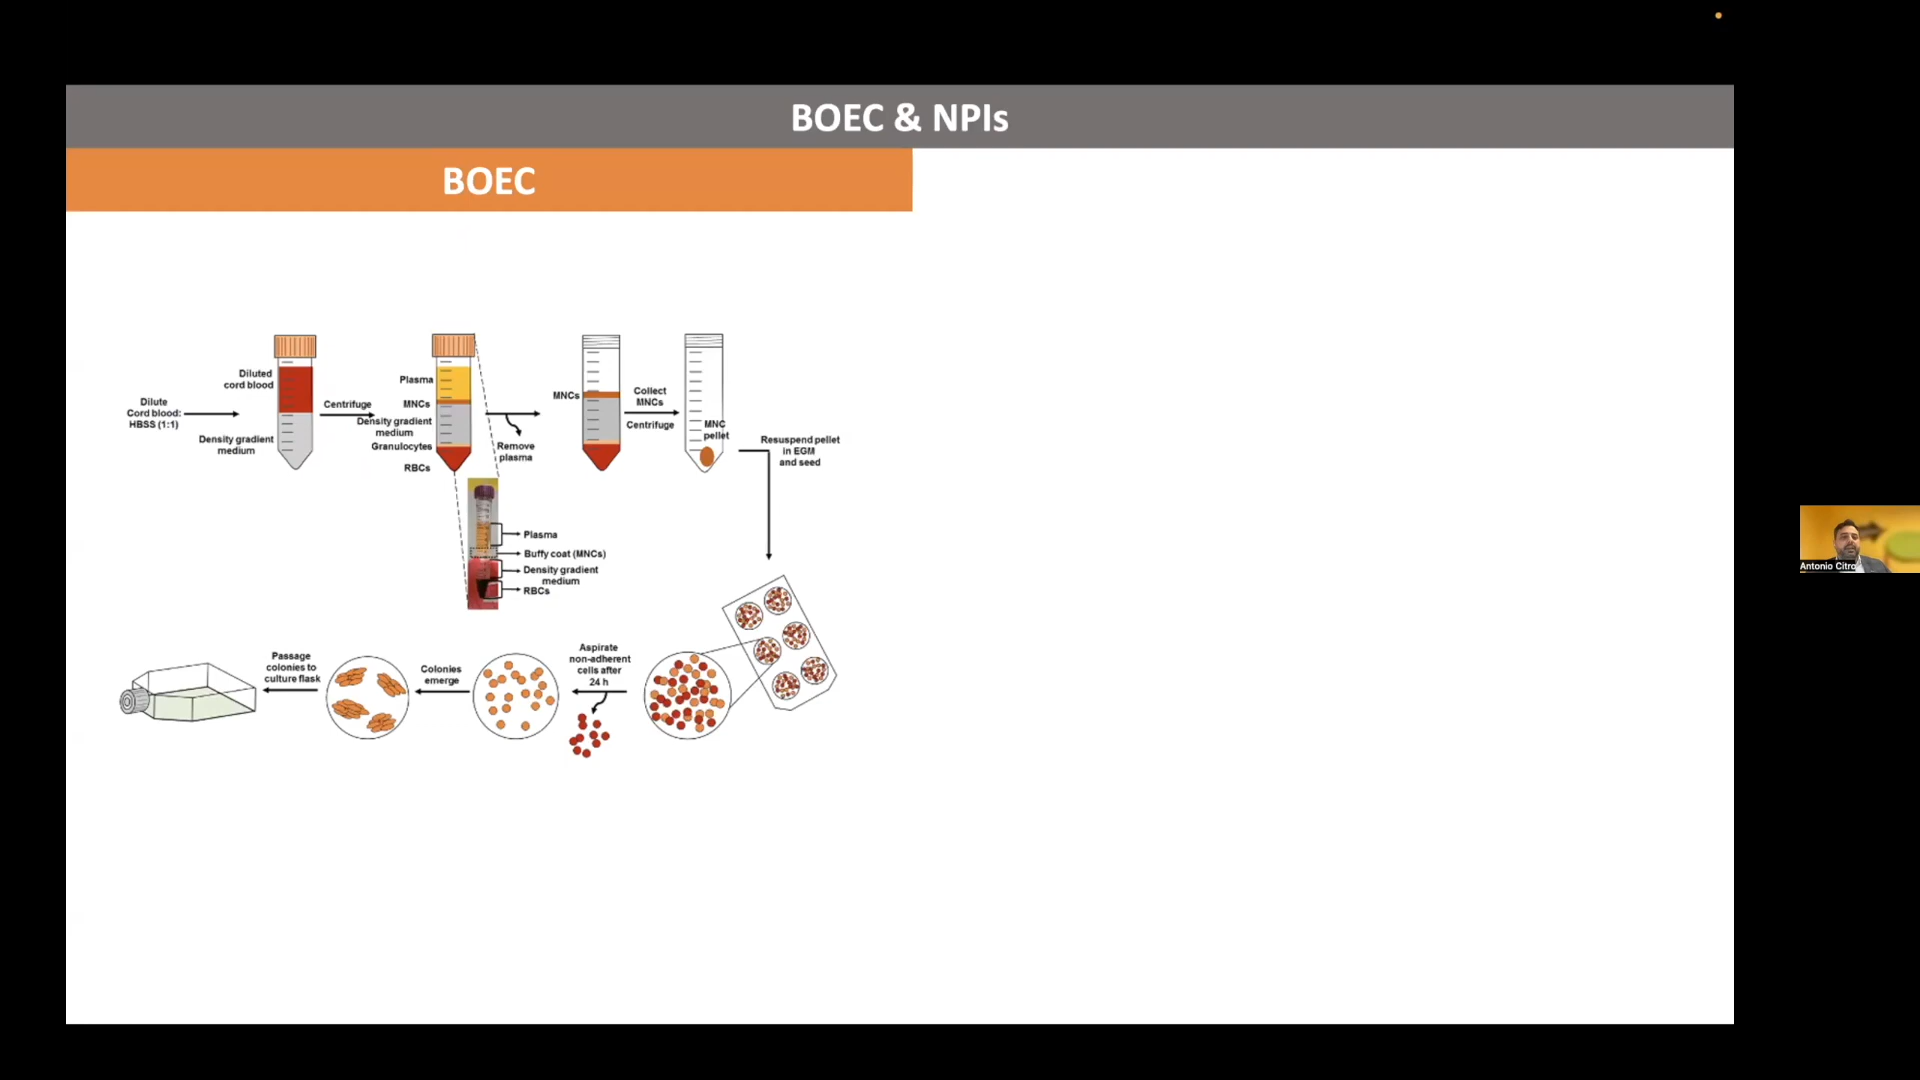 BOEC & NPIs
BOEC
Dilute
Cord blood:
HBSS (1:1)
Diluted
cord blood
Density gradient
medium
Centrifuge
Plasma
MNCs
Density gradient
medium
Granulocytes
RBCs
Remove
plasma
MNCs
Collect
MNCs
Centrifuge
MNC
pellet
Resuspend pellet
in EGM
and seed
Plasma
Buffy coat (MNCs)
Density gradient
medium
RBCs
Aspirate
non-adherent
cells after
24 h
Colonies
emerge
Passage
colonies to
culture flask
Antonio Citro